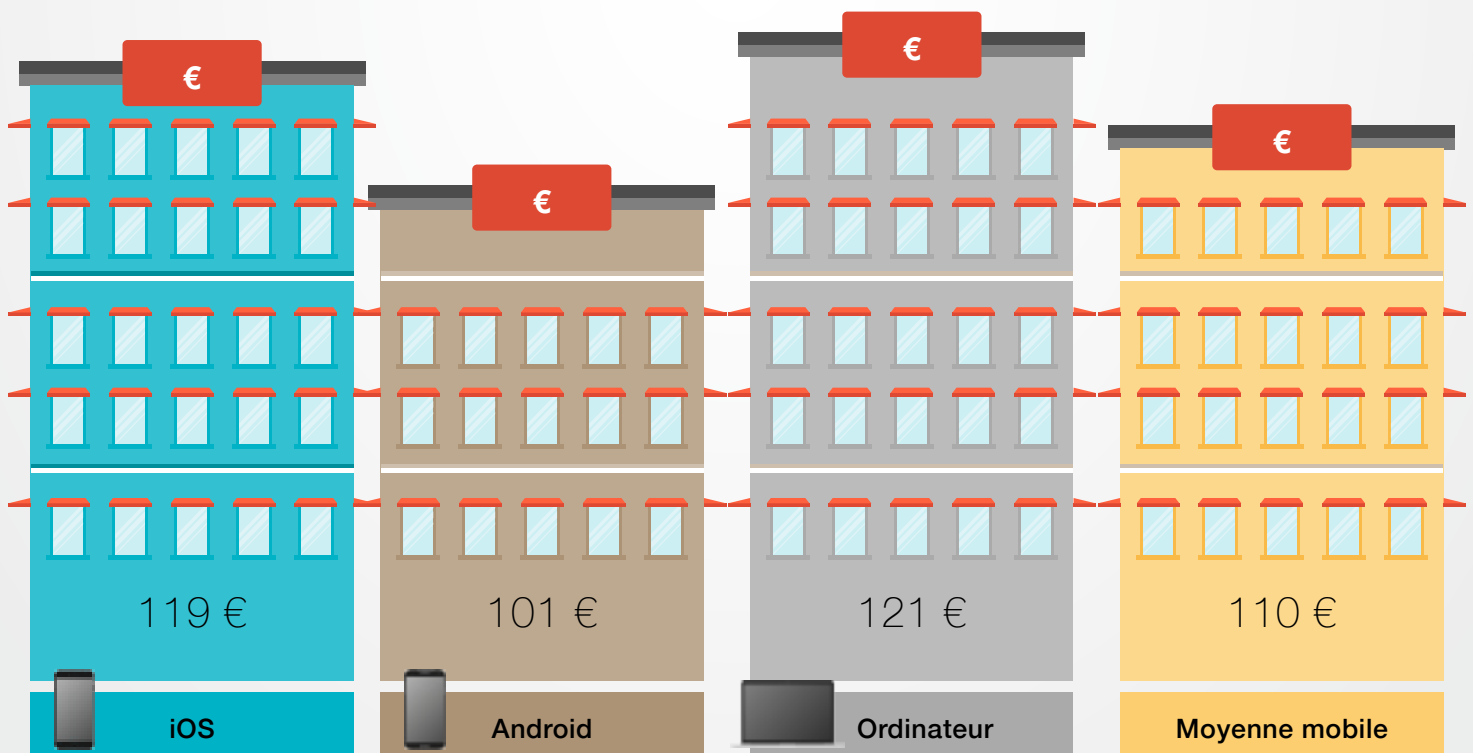 €
€
€
€
119 €
101 €
121 €
110 €
iOS
Android
Ordinateur
Moyenne mobile